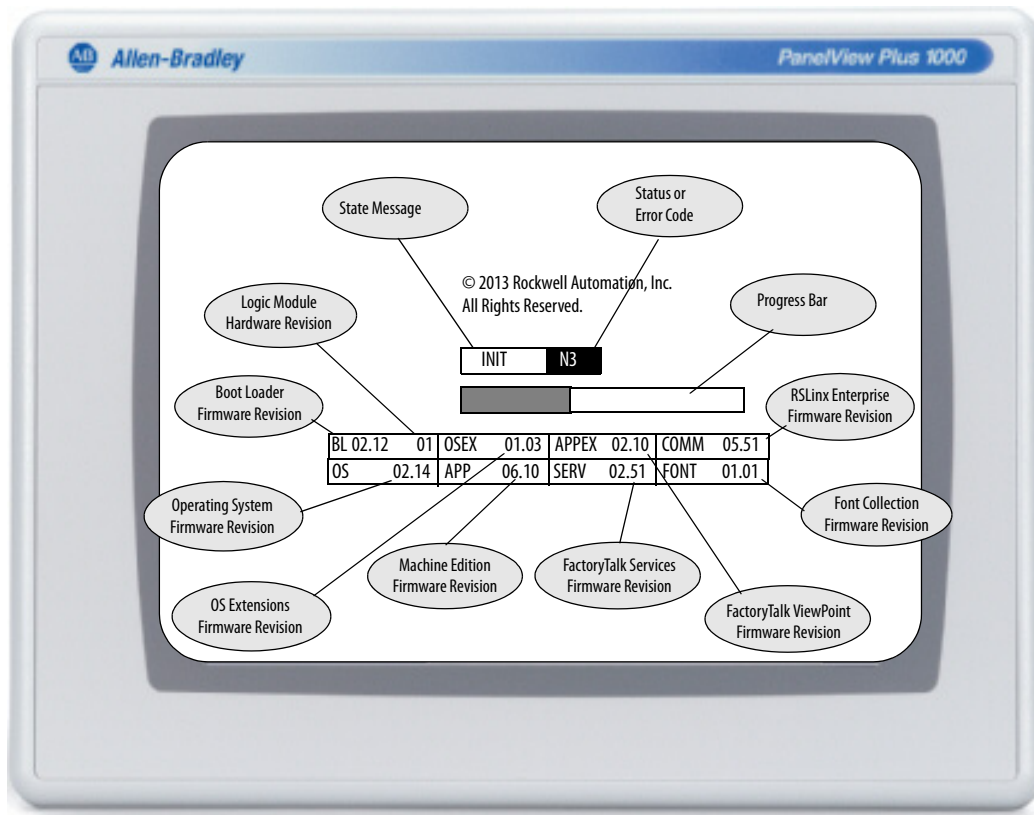 AB Allen-Bradley
PanelView Plus 1000
State Message
Status or
Error Code
© 2013 Rockwell Automation, Inc.
All Rights Reserved.
Logic Module
Hardware Revision
Progress Bar
INIT N3
Boot Loader
Firmware Revision
RSLinx Enterprise
Firmware Revision
BL 02.12 01 OSEX 01.03 APPEX 02.10 COMM 05.51
OS 02.14 APP 06.10 SERV 02.51 FONT 01.01
Operating System
Firmware Revision
Font Collection
Firmware Revision
Machine Edition
Firmware Revision
FactoryTalk Services
Firmware Revision
OS Extensions
Firmware Revision
FactoryTalk ViewPoint
Firmware Revision